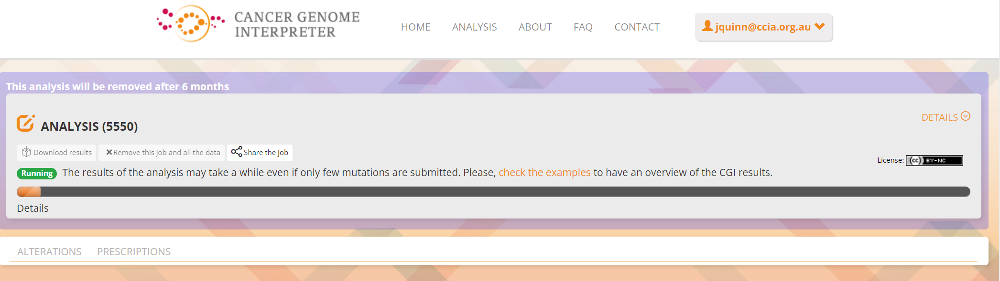 CANCER GENOME
INTERPRETER
HOME ANALYSIS ABOUT FAQ CONTACT
jquinn@ccia.org.au
This analysis will be removed after 6 months
DETAILS
ANALYSIS (5550)
Download results
Remove this job and all the data
Share the job
License: cc BY-NC
Running The results of the analysis may take a while even if only few mutations are submitted. Please, check the examples to have an overview of the CGI results.
Details
ALTERATIONS PRESCRIPTIONS